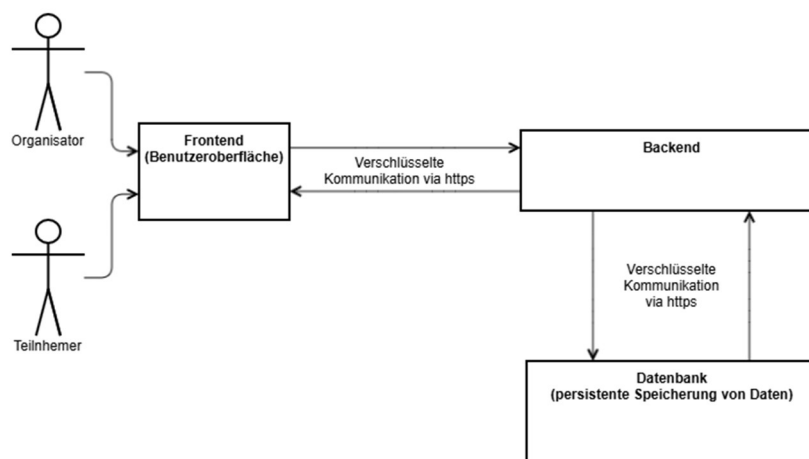 Organisator
Frontend
(Benutzeroberfläche)
Verschlüsselte
Kommunikation via https
Backend
Teilnhemer
Verschlüsselte
Kommunikation
via https
Datenbank
(persistente Speicherung von Daten)